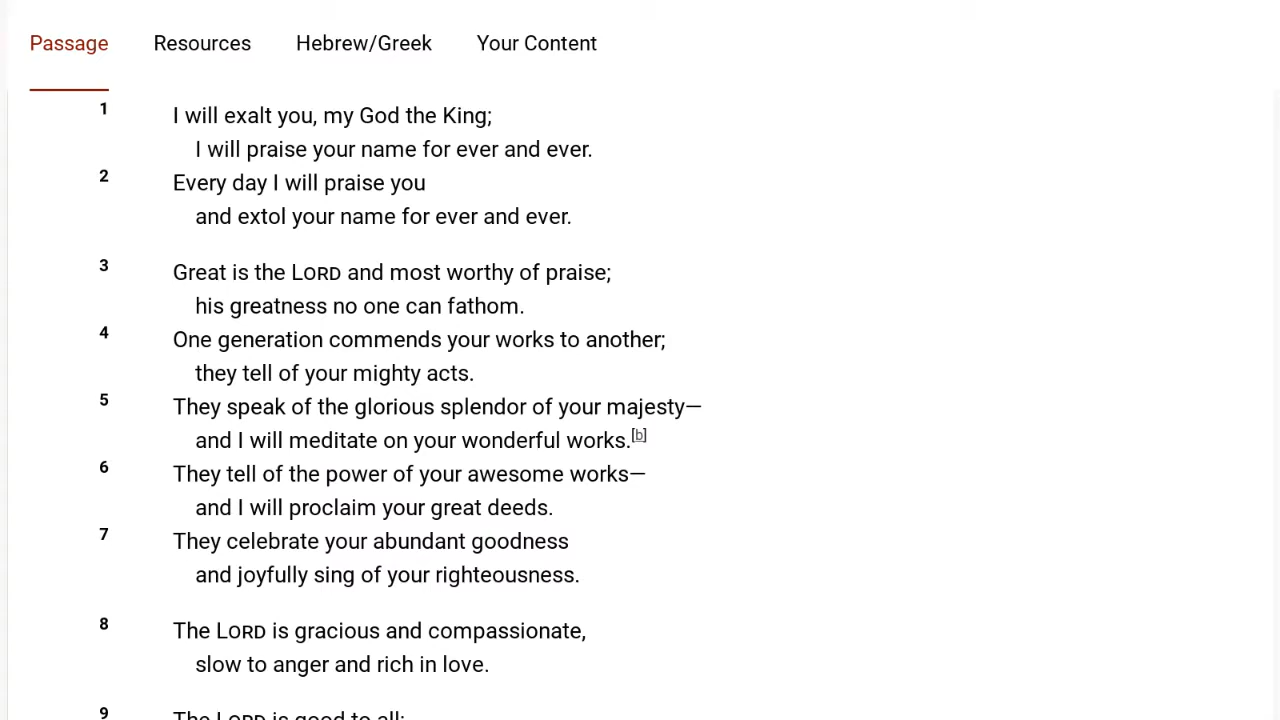 Passage Resources Hebrew/Greek Your Content
1 I will exalt you, my God the King;
I will praise your name for ever and ever.
2 Every day I will praise you
and extol your name for ever and ever.
3 Great is the LORD and most worthy of praise;
his greatness no one can fathom.
4 One generation commends your works to another;
they tell of your mighty acts.
5 They speak of the glorious splendor of your majesty—
and I will meditate on your wonderful works.[b]
6 They tell of the power of your awesome works—
and I will proclaim your great deeds.
7 They celebrate your abundant goodness
and joyfully sing of your righteousness.
8 The LORD is gracious and compassionate,
slow to anger and rich in love.
9 The LORD is good to all;